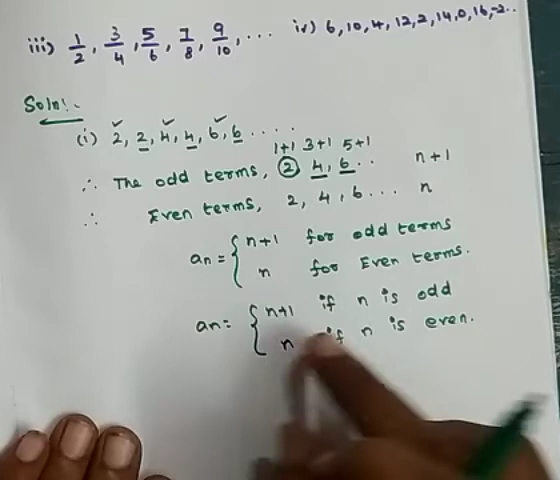 iii) 1/2, 3/4, 5/6, 7/8, 9/10, ... iv) 6, 10, 4, 12, 2, 14, 0, 16, -2..
Soln:-
(i) 2, 2, 4, 4, 6, 6 ....
1+1 3+1 5+1
∴ The odd terms, 2 4, 6.. n+1
∴ Even terms, 2, 4, 6... n
an = { n+1 for odd terms
n for Even terms.
an = { n+1 if n is odd
n if n is even.